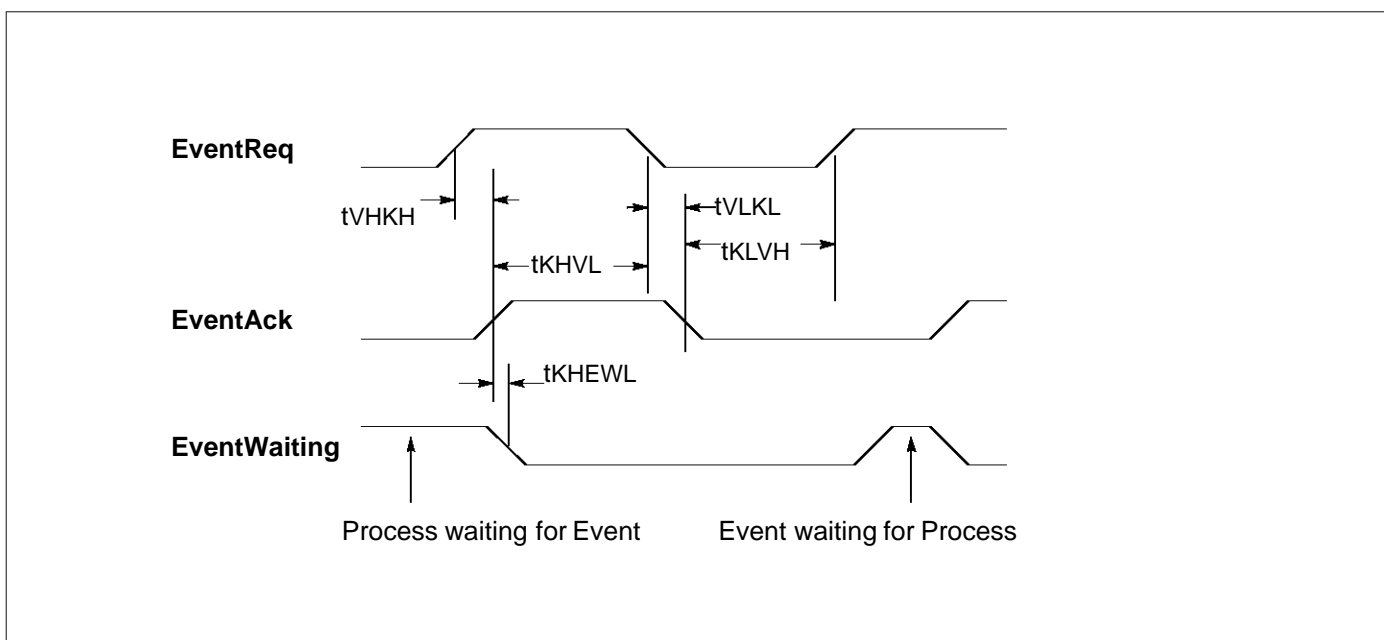 EventReq
tVHKH
tVLKL
tKLVH
tKHVL
EventAck
tKHEWL
EventWaiting
Process waiting for Event
Event waiting for Process